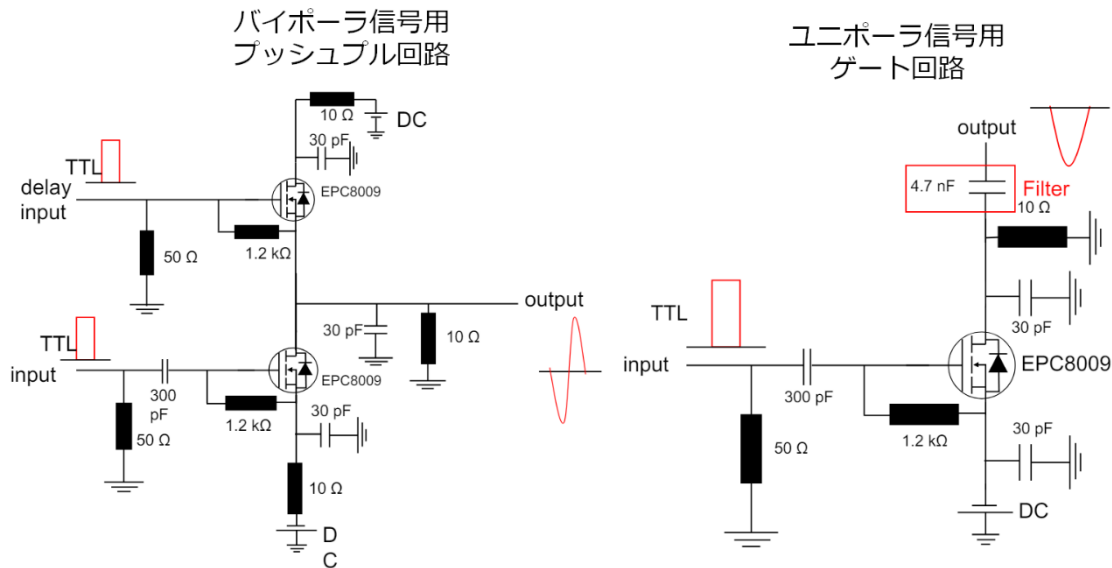 バイポーラ信号用
プッシュプル回路
10 Ω
DC
30 pF
TTL
delay
input
EPC8009
50 Ω
1.2 kΩ
output
30 pF
10 Ω
TTL
input
EPC8009
300
pF
50 Ω
1.2 kΩ
30 pF
10 Ω
D
C
ユニポーラ信号用
ゲート回路
output
4.7 nF
Filter
10 Ω
30 pF
TTL
input
EPC8009
300 pF
50 Ω
1.2 kΩ
30 pF
DC